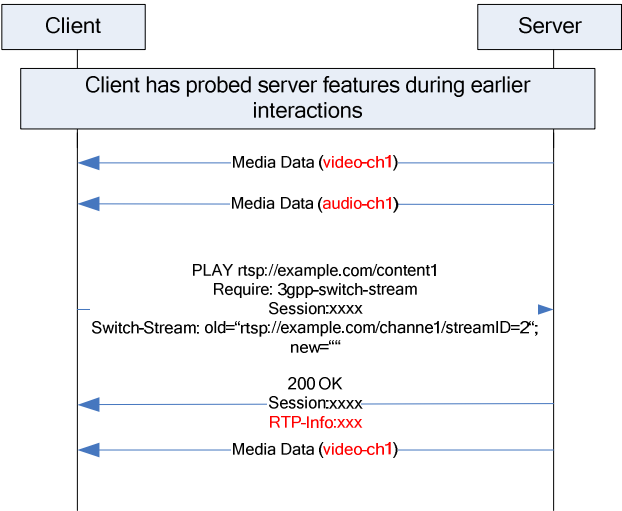 Client
Server
Client has probed server features during earlier
interactions
Media Data (video-ch1)
Media Data (audio-ch1)
PLAY rtsp://example.com/content1
Require: 3gpp-switch-stream
Session:xxxx
Switch-Stream: old=“rtsp://example.com/channe1/streamID=2“;
new=““
200 OK
Session:xxxx
RTP-Info:xxx
Media Data (video-ch1)